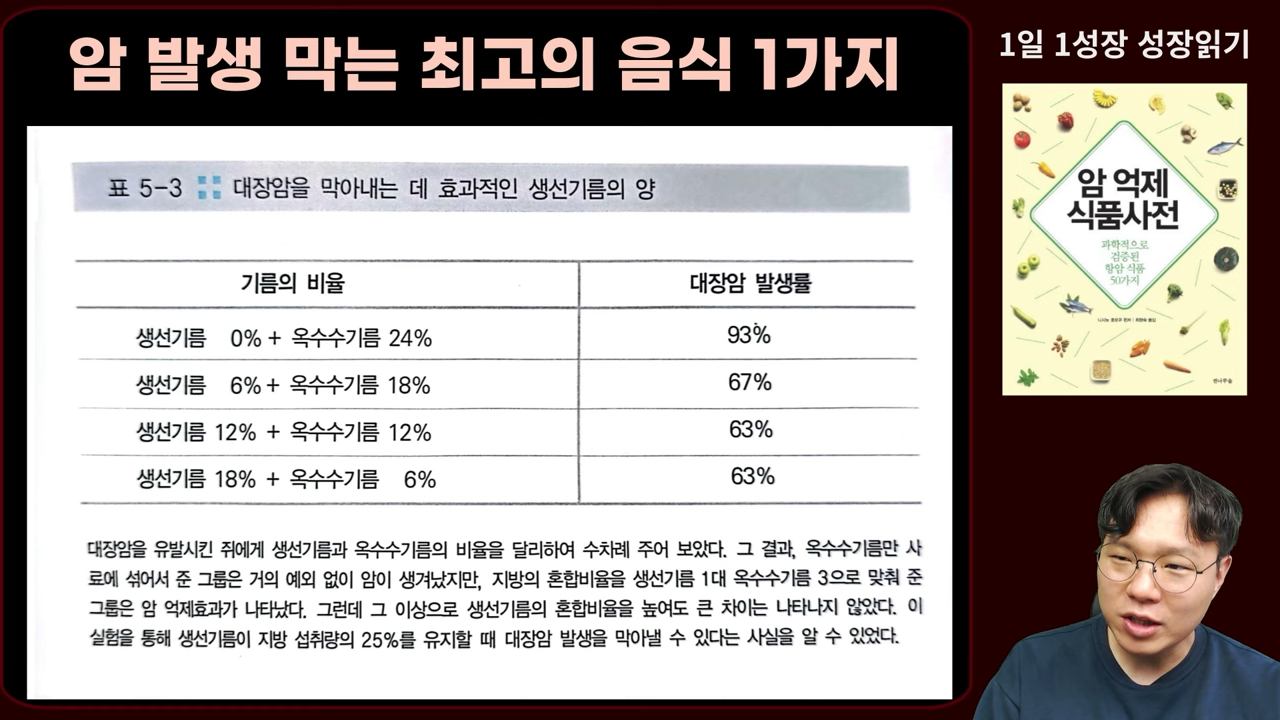 암 발생 막는 최고의 음식 1가지
1일 1성장 성장읽기
표 5-3 대장암을 막아내는 데 효과적인 생선기름의 양
기름의 비율 대장암 발생률
생선기름 0% + 옥수수기름 24% 93%
생선기름 6% + 옥수수기름 18% 67%
생선기름 12% + 옥수수기름 12% 63%
생선기름 18% + 옥수수기름 6% 63%
대장암을 유발시킨 쥐에게 생선기름과 옥수수기름의 비율을 달리하여 수차례 주어 보았다. 그 결과, 옥수수기름만 사
료에 섞어서 준 그룹은 거의 예외 없이 암이 생겨났지만, 지방의 혼합비율을 생선기름 1대 옥수수기름 3으로 맞춰 준
그룹은 암 억제효과가 나타났다. 그런데 그 이상으로 생선기름의 혼합비율을 높여도 큰 차이는 나타나지 않았다. 이
실험을 통해 생선기름이 지방 섭취량의 25%를 유지할 때 대장암 발생을 막아낼 수 있다는 사실을 알 수 있었다.
암 억제
식품사전
과학적으로
검증된
항암 식품
50가지
전나무숲